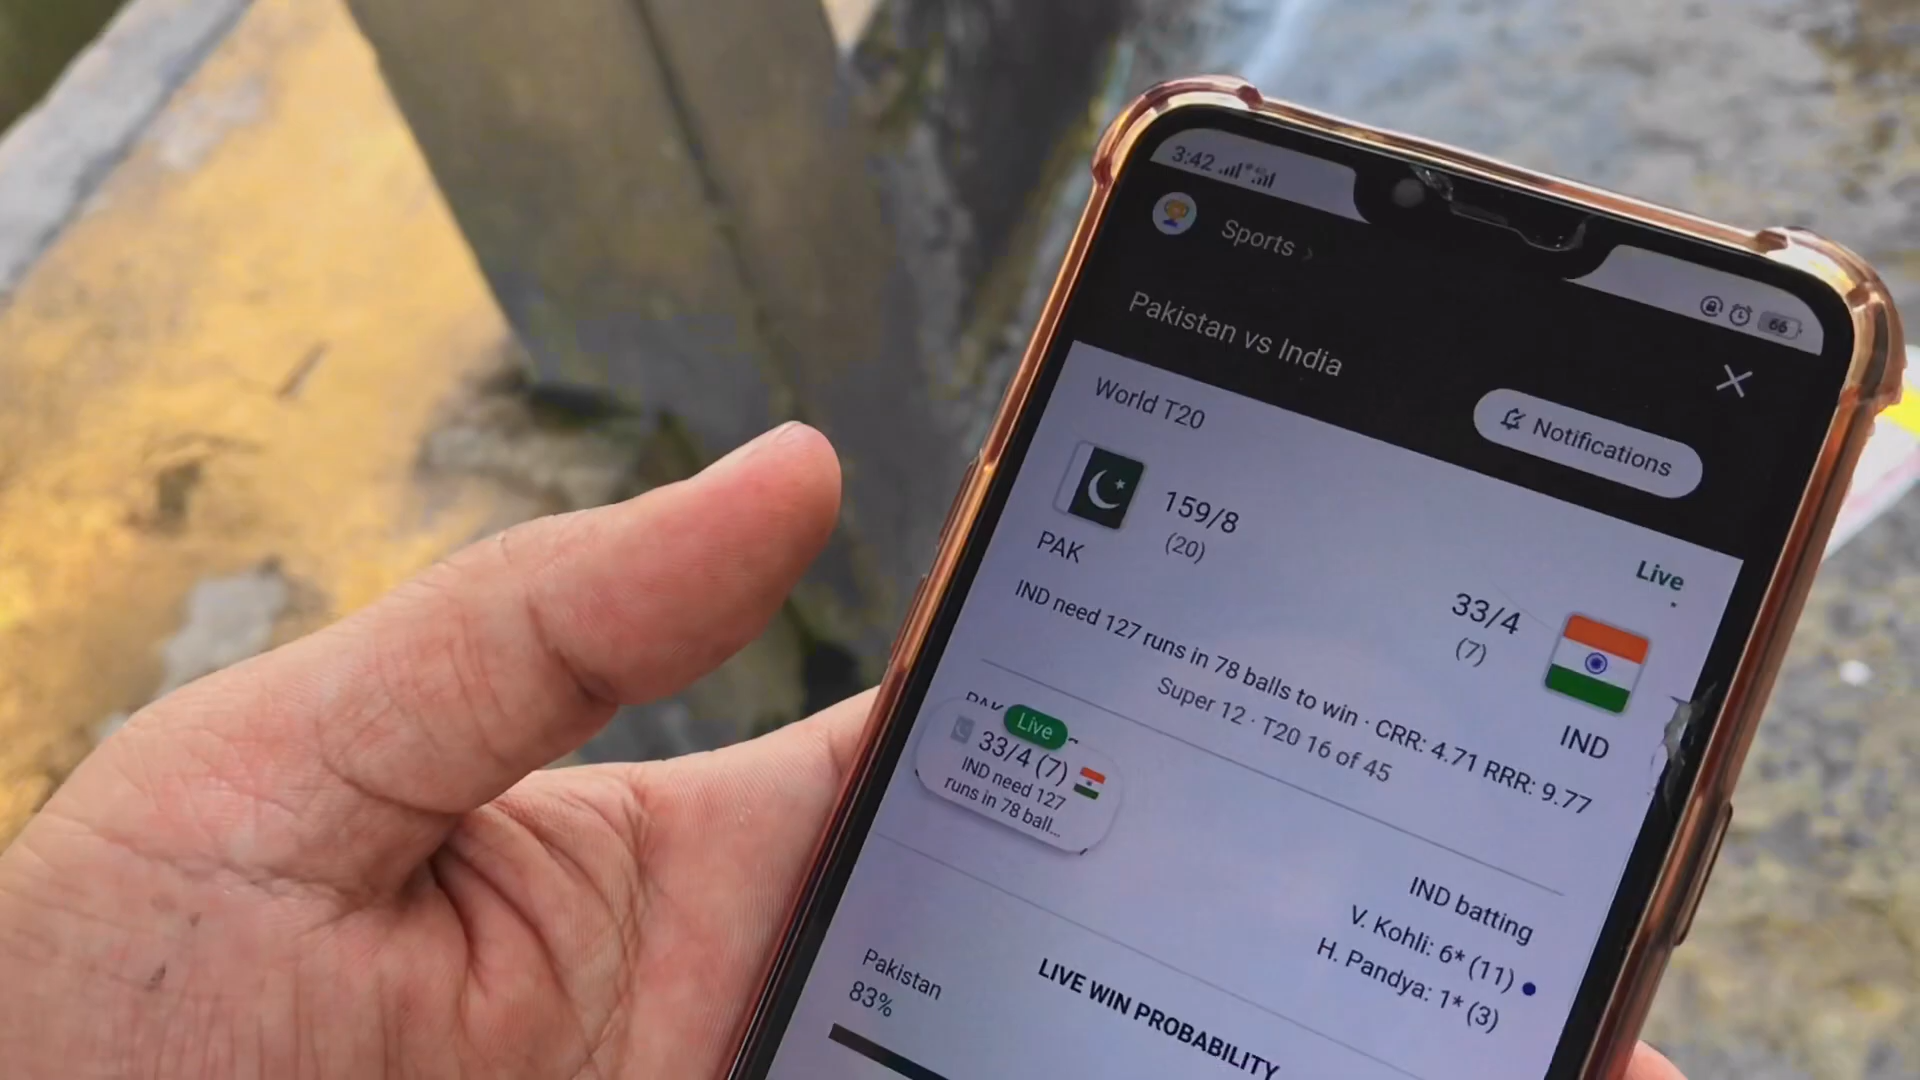 3:42
66
Sports
Pakistan vs India
Notifications
World T20
159/8
(20)
PAK
Live
33/4
(7)
IND
IND need 127 runs in 78 balls to win · CRR: 4.71 RRR: 9.77
Super 12 · T20 16 of 45
PAK
Live
33/4 (7)
IND need 127
runs in 78 ball...
IND batting
V. Kohli: 6* (11)
H. Pandya: 1* (3)
LIVE WIN PROBABILITY
Pakistan
83%